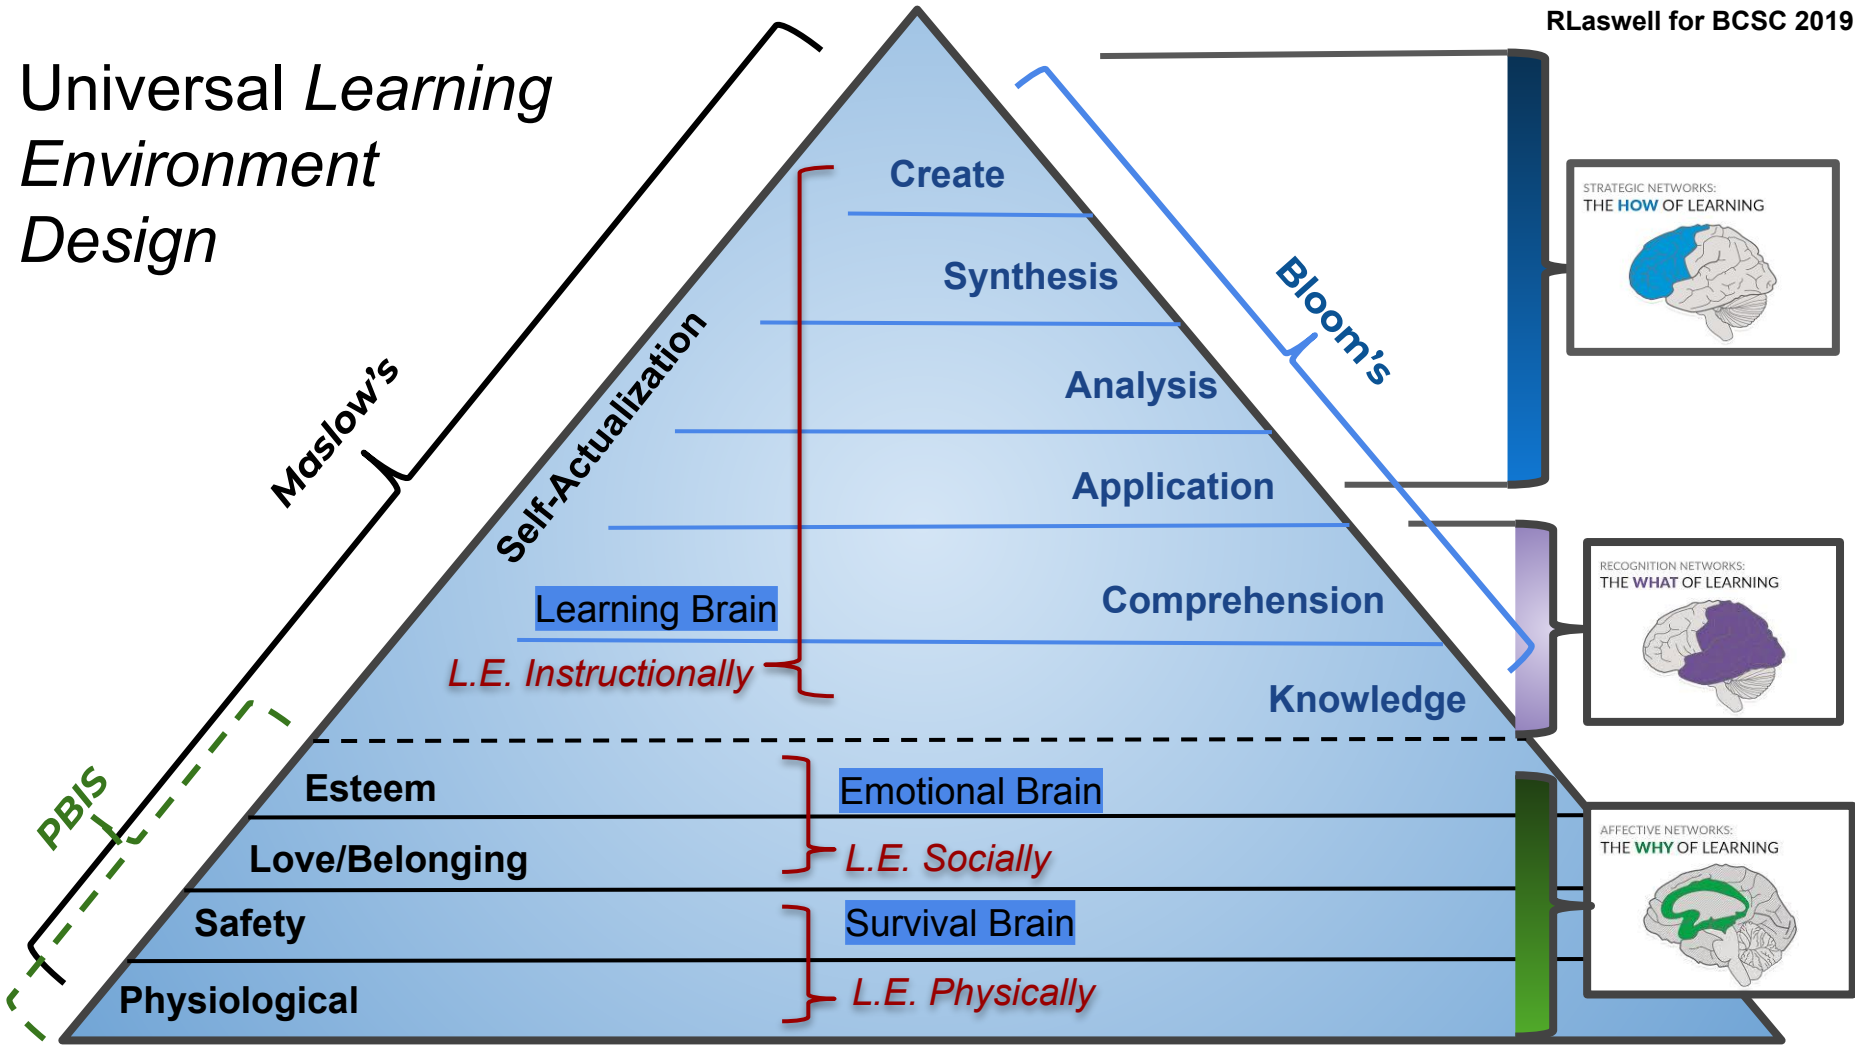 RLaswell for BCSC 2019
Universal Learning
Environment
Design
Maslow's
PBIS
Bloom's
Self-Actualization
Create
Synthesis
Analysis
Application
Learning Brain
Comprehension
L.E. Instructionally
Knowledge
Esteem
Emotional Brain
Love/Belonging
L.E. Socially
Safety
Survival Brain
Physiological
L.E. Physically
STRATEGIC NETWORKS:
THE HOW OF LEARNING
RECOGNITION NETWORKS:
THE WHAT OF LEARNING
AFFECTIVE NETWORKS:
THE WHY OF LEARNING